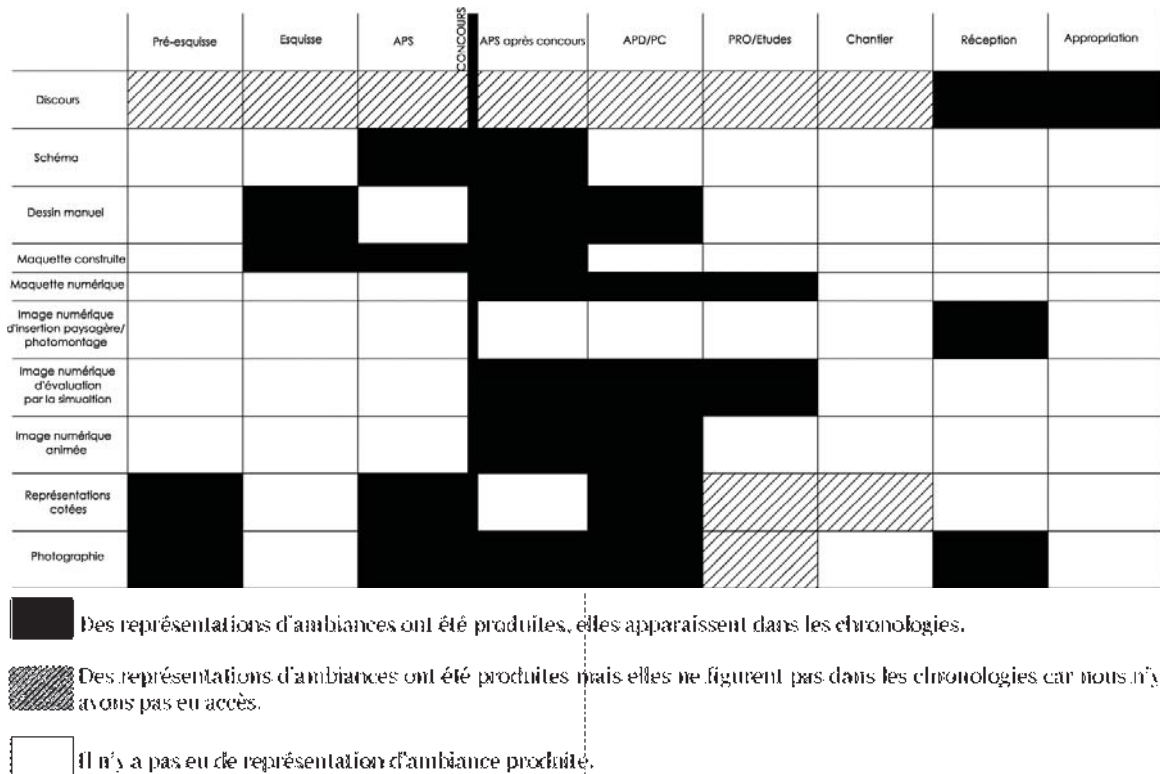 Pré-esquisse
Esquisse
APS
CONCOURS
APS après concours
APD/PC
PRO/Etudes
Chantier
Réception
Appropriation
Discours
Schéma
Dessin manuel
Maquette construite
Maquette numérique
Image numérique
d'insertion paysagère/
photomontage
Image numérique
d'évaluation
par la simualtion
Image numérique
animée
Représentations
cotées
Photographie
Des représentations d'ambiances ont été produites, elles apparaissent dans les chronologies.
Des représentations d'ambiances ont été produites mais elles ne figurent pas dans les chronologies car nous n'y
avons pas eu accès.
Il n'y a pas eu de représentation d'ambiance produite.